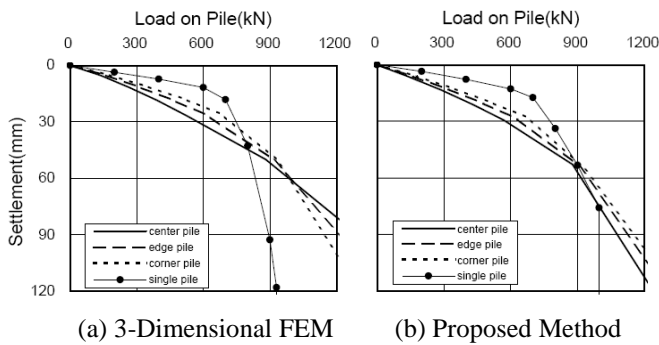 Load on Pile(kN)
0 300 600 900 1200
Settlement(mm)
0
30
60
90
120
center pile
edge pile
corner pile
single pile
(a) 3-Dimensional FEM
Load on Pile(kN)
0 300 600 900 1200
center pile
edge pile
corner pile
single pile
(b) Proposed Method